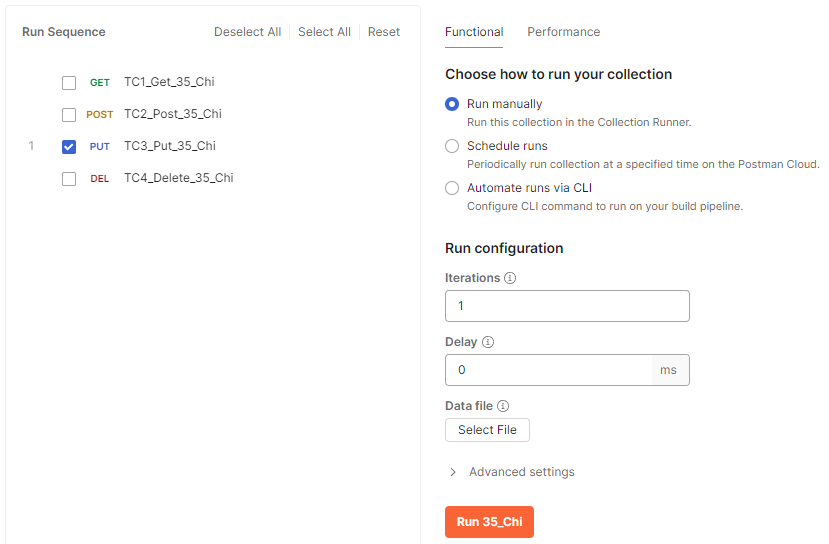 Run Sequence
Deselect All
Select All
Reset
GET TC1_Get_35_Chi
POST TC2_Post_35_Chi
1 PUT TC3_Put_35_Chi
DEL TC4_Delete_35_Chi
Functional
Performance
Choose how to run your collection
Run manually
Run this collection in the Collection Runner.
Schedule runs
Periodically run collection at a specified time on the Postman Cloud.
Automate runs via CLI
Configure CLI command to run on your build pipeline.
Run configuration
Iterations
1
Delay
0 ms
Data file
Select File
Advanced settings
Run 35_Chi